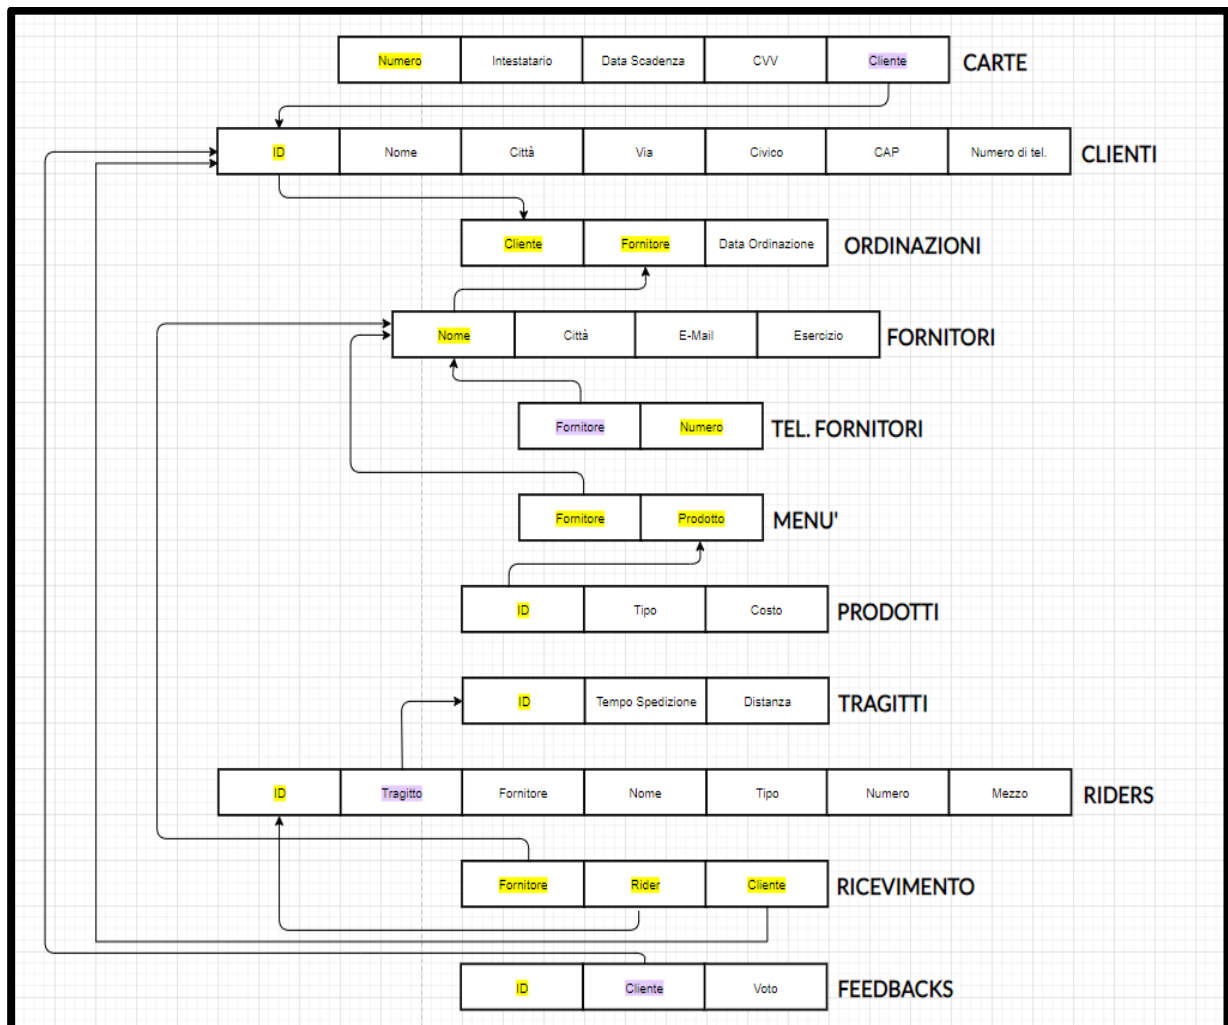 Numero Intestatario Data Scadenza CVV Cliente CARTE
ID Nome Città Via Civico CAP Numero di tel. CLIENTI
Cliente Fornitore Data Ordinazione ORDINAZIONI
Nome Città E-Mail Esercizio FORNITORI
Fornitore Numero TEL. FORNITORI
Fornitore Prodotto MENU'
ID Tipo Costo PRODOTTI
ID Tempo Spedizione Distanza TRAGITTI
ID Tragitto Fornitore Nome Tipo Numero Mezzo RIDERS
Fornitore Rider Cliente RICEVIMENTO
ID Cliente Voto FEEDBACKS